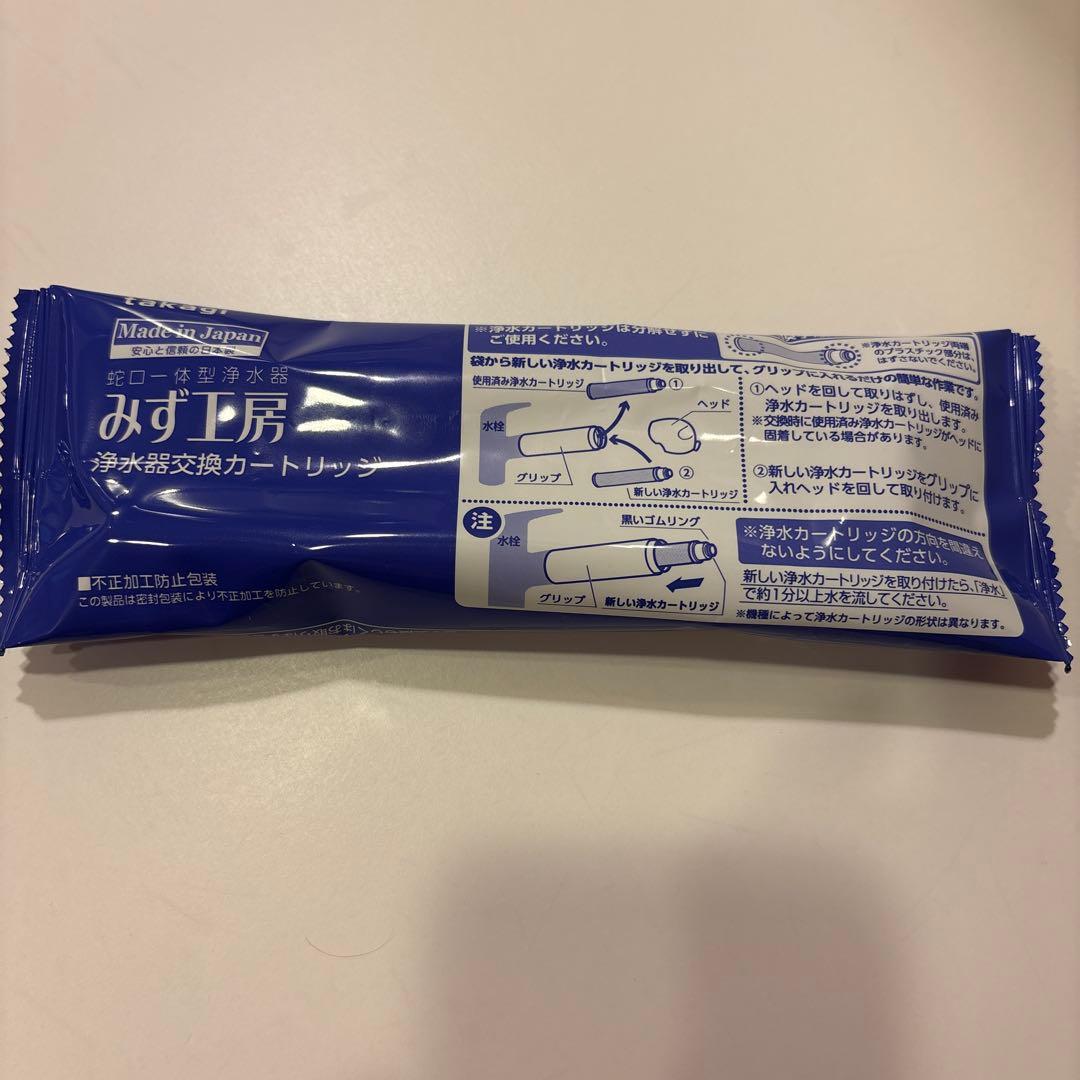 takagi
Made in Japan
安心と信頼の日本製
蛇口一体型浄水器
みず工房
浄水器交換カートリッジ
■不正加工防止包装
この製品は密封包装により不正加工を防止しています。
※浄水カートリッジは分解せずに
ご使用ください。
※浄水カートリッジ両端
のプラスチック部分は、
はずさないでください。
袋から新しい浄水カートリッジを取り出して、グリップに入れるだけの簡単な作業です。
使用済み浄水カートリッジ
①
ヘッド
水栓
グリップ
②
新しい浄水カートリッジ
①ヘッドを回して取りはずし、使用済み
浄水カートリッジを取り出します。
※交換時に使用済み浄水カートリッジがヘッドに
固着している場合があります。
②新しい浄水カートリッジをグリップに
入れヘッドを回して取り付けます。
注
水栓
黒いゴムリング
グリップ
新しい浄水カートリッジ
※浄水カートリッジの方向を間違え
ないようにしてください。
新しい浄水カートリッジを取り付けたら、「浄水」
で約1分以上水を流してください。
※機種によって浄水カートリッジの形状は異なります。